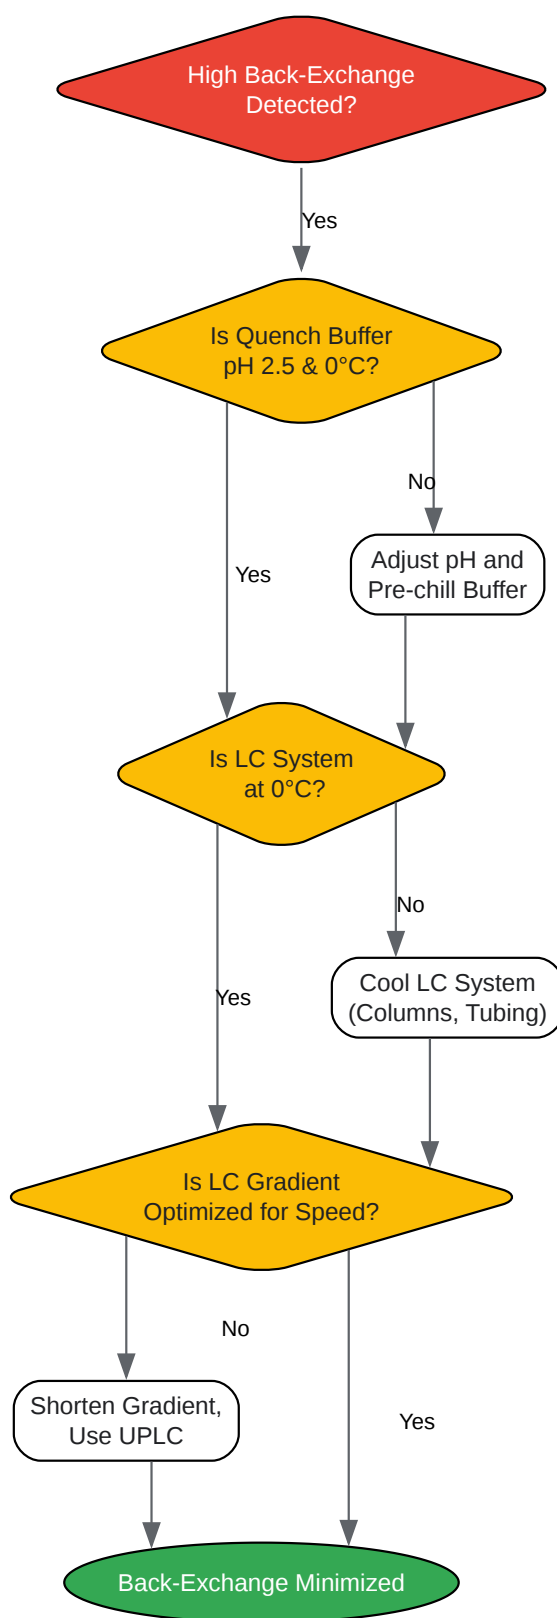 High Back-Exchange
Detected?
Yes
Is Quench Buffer
pH 2.5 & 0°C?
No
Adjust pH and
Pre-chill Buffer
Yes
Is LC System
at 0°C?
No
Cool LC System
(Columns, Tubing)
Yes
Is LC Gradient
Optimized for Speed?
No
Shorten Gradient,
Use UPLC
Yes
Back-Exchange Minimized